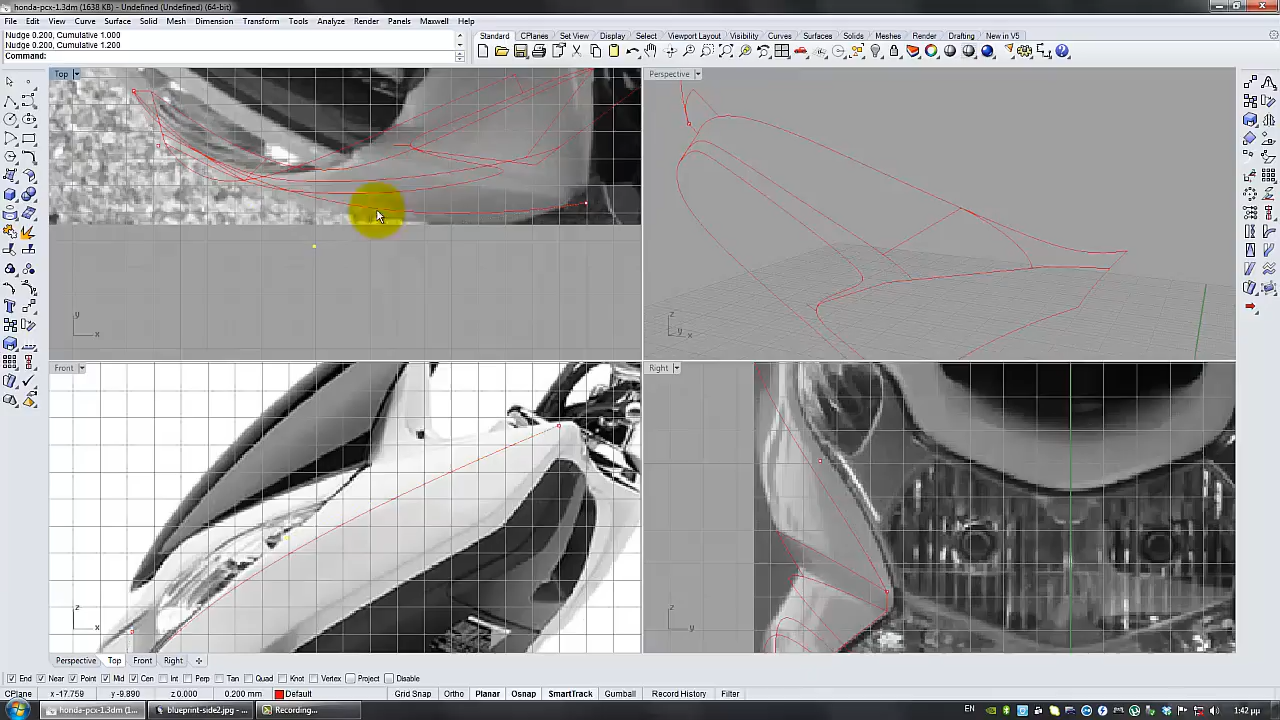 honda-pcx-1.3dm (1638 KB) - Undefined (Undefined) (64-bit)
File Edit View Curve Surface Solid Mesh Dimension Transform Tools Analyze Render Panels Maxwell Help
Nudge 0.200, Cumulative 1.000
Nudge 0.200, Cumulative 1.200
Command:
Standard CPlanes Set View Display Select Viewport Layout Visibility Transform Curves Surfaces Solids Meshes Render Drafting New in V5
Top
Perspective
y
x
z
y x
Front
Right
z
x
z
y
Perspective Top Front Right
End Near Point Mid Cen Int Perp Tan Quad Knot Vertex Project Disable
CPlane x -17.759 y -9.890 z 0.000 0.200 mm Default Grid Snap Ortho Planar Osnap SmartTrack Gumball Record History Filter
honda-pcx-1.3dm (1... blueprint-side2.jpg - ... Recording... EN 1:42 μμ